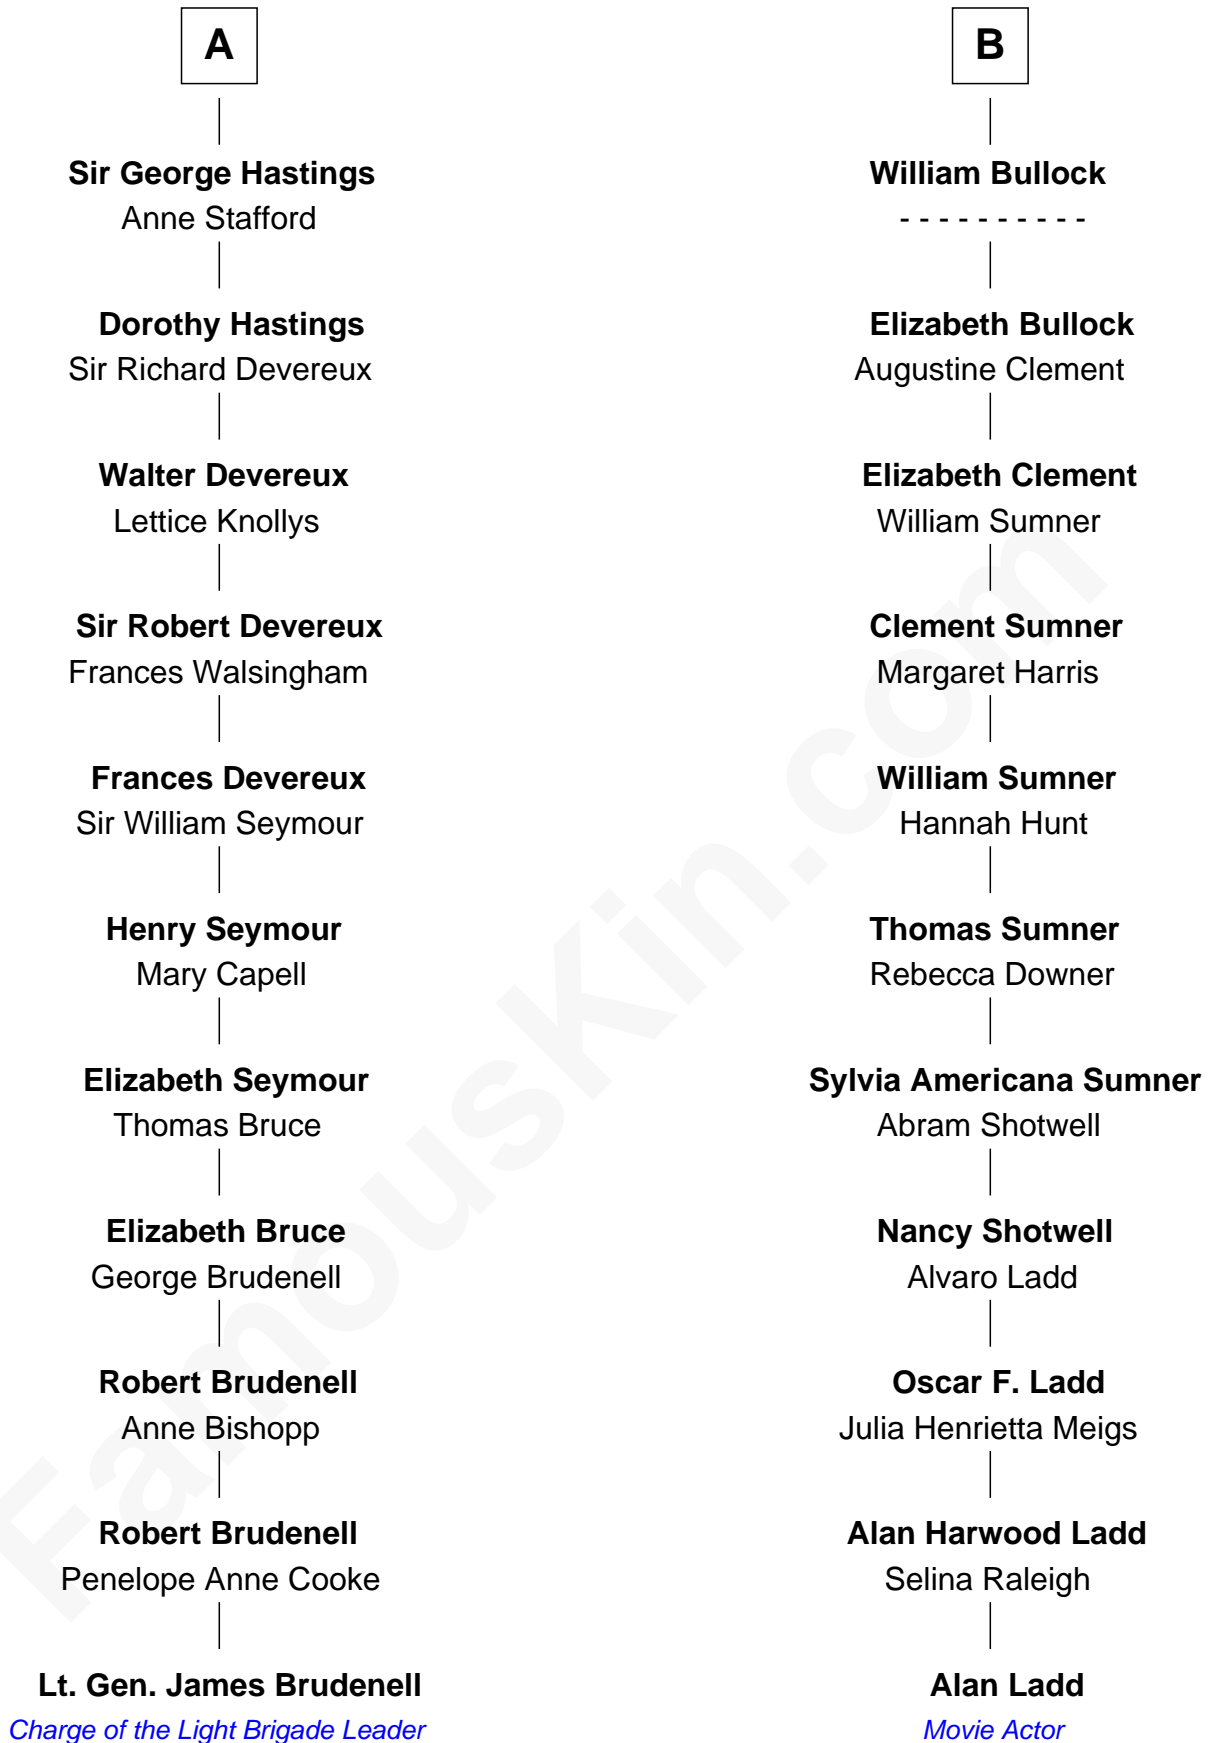 A
Sir George Hastings
Anne Stafford
Dorothy Hastings
Sir Richard Devereux
Walter Devereux
Lettice Knollys
Sir Robert Devereux
Frances Walsingham
Frances Devereux
Sir William Seymour
Henry Seymour
Mary Capell
Elizabeth Seymour
Thomas Bruce
Elizabeth Bruce
George Brudenell
Robert Brudenell
Anne Bishopp
Robert Brudenell
Penelope Anne Cooke
Lt. Gen. James Brudenell
Charge of the Light Brigade Leader
B
William Bullock
- - - - - - - - - -
Elizabeth Bullock
Augustine Clement
Elizabeth Clement
William Sumner
Clement Sumner
Margaret Harris
William Sumner
Hannah Hunt
Thomas Sumner
Rebecca Downer
Sylvia Americana Sumner
Abram Shotwell
Nancy Shotwell
Alvaro Ladd
Oscar F. Ladd
Julia Henrietta Meigs
Alan Harwood Ladd
Selina Raleigh
Alan Ladd
Movie Actor
FamousKin.com